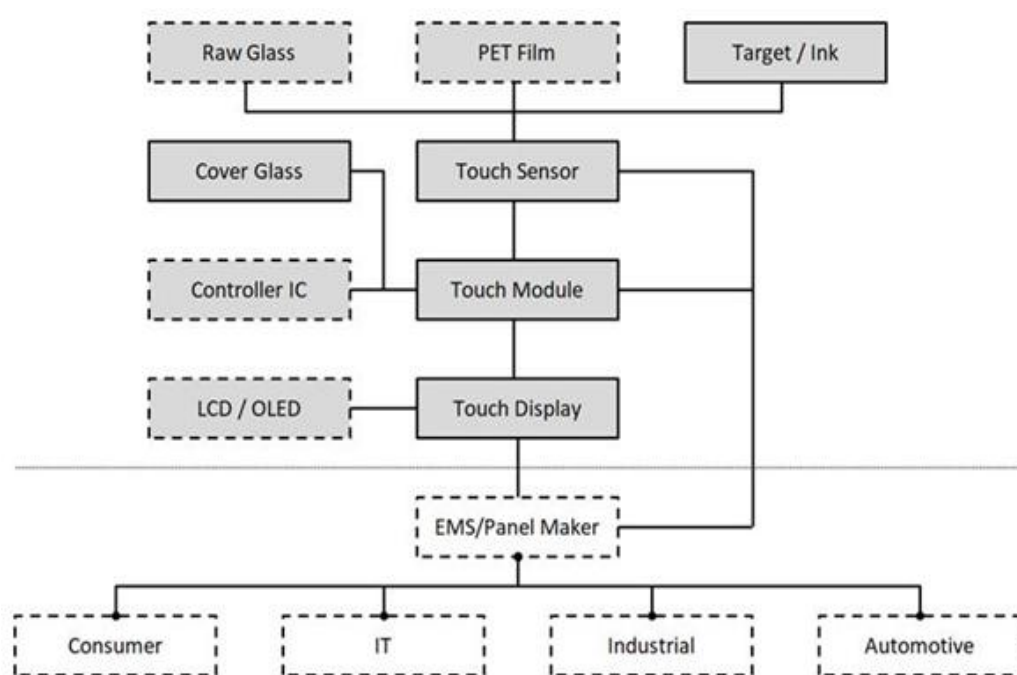 Raw Glass
PET Film
Target / Ink
Cover Glass
Touch Sensor
Controller IC
Touch Module
LCD / OLED
Touch Display
EMS/Panel Maker
Consumer
IT
Industrial
Automotive